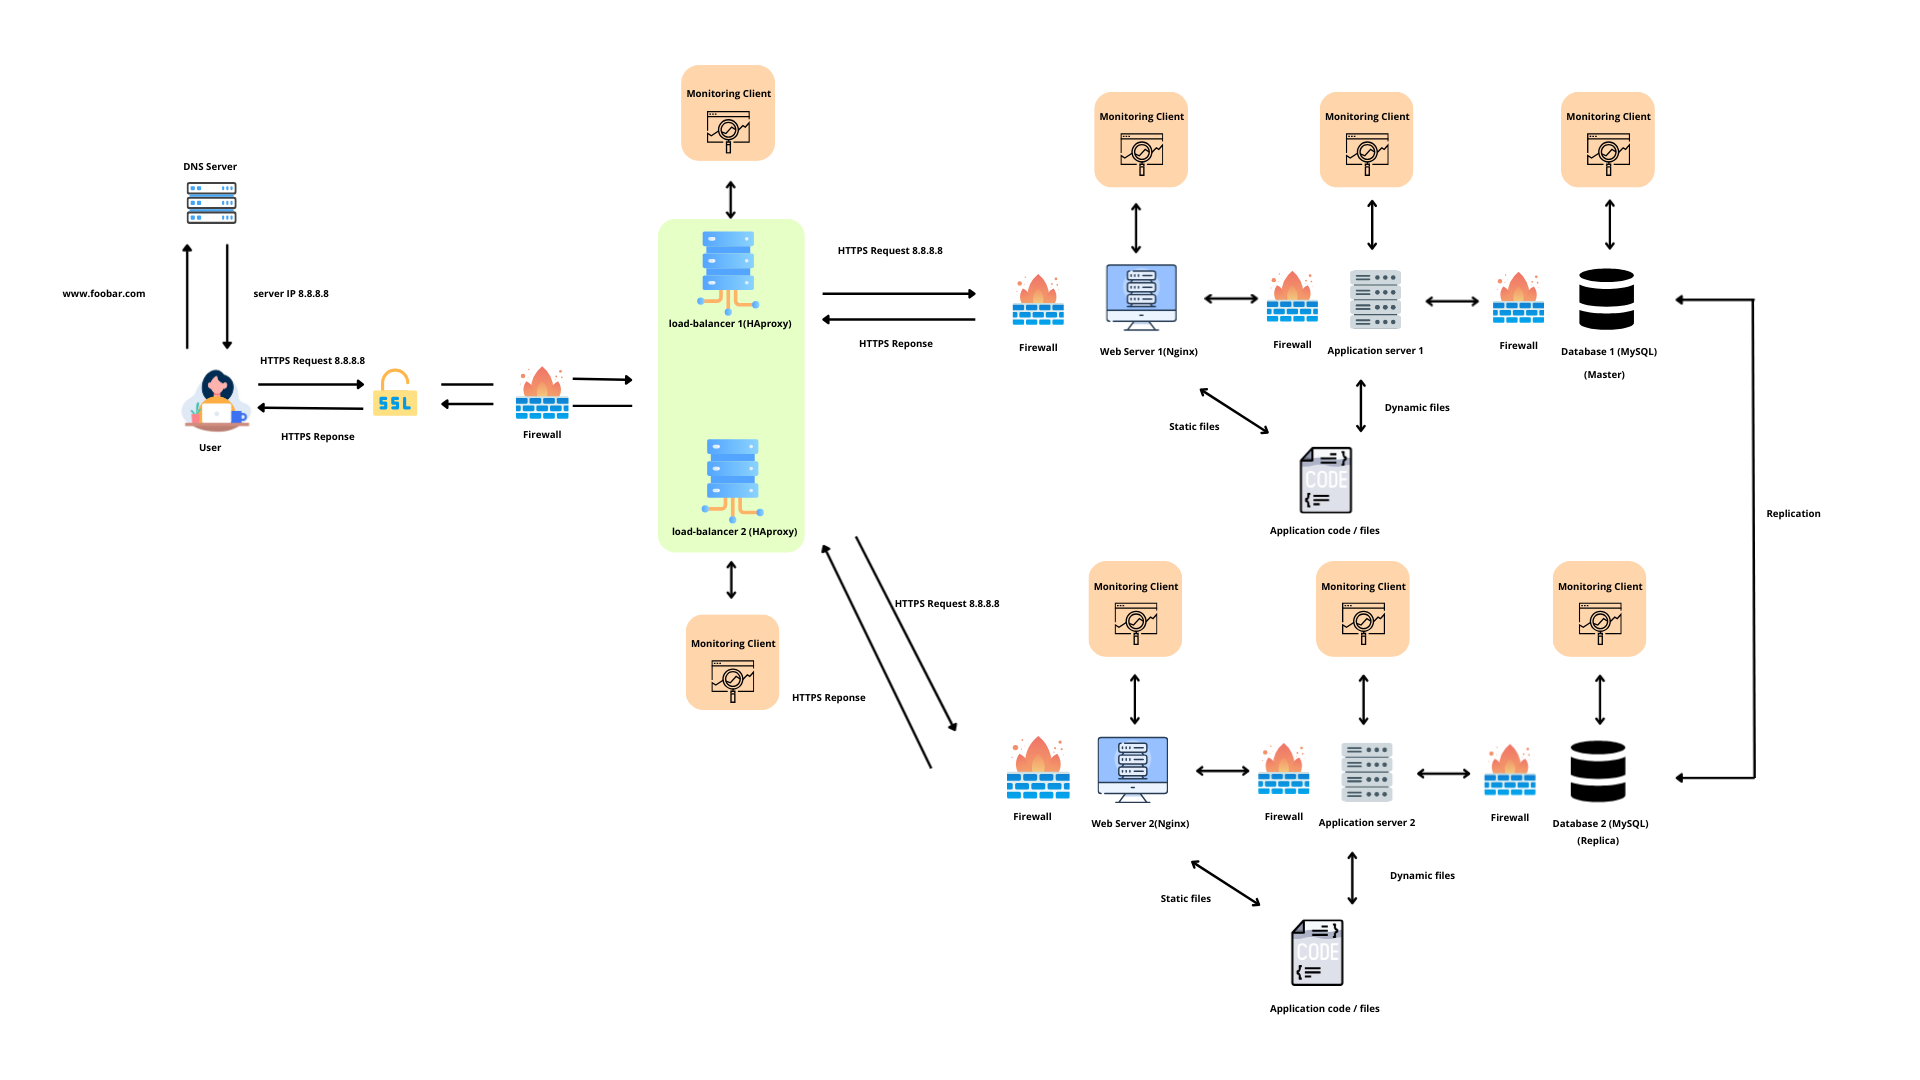 DNS Server
www.foobar.com
server IP 8.8.8.8
HTTPS Request 8.8.8.8
SSL
HTTPS Reponse
User
Firewall
Monitoring Client
load-balancer 1(HAproxy)
load-balancer 2 (HAproxy)
Monitoring Client
HTTPS Request 8.8.8.8
HTTPS Reponse
HTTPS Request 8.8.8.8
HTTPS Reponse
Monitoring Client
Monitoring Client
Monitoring Client
Firewall
Web Server 1(Nginx)
Firewall
Application server 1
Firewall
Database 1 (MySQL)
(Master)
Static files
Dynamic files
CODE
Application code / files
Replication
Monitoring Client
Monitoring Client
Monitoring Client
Firewall
Web Server 2(Nginx)
Firewall
Application server 2
Firewall
Database 2 (MySQL)
(Replica)
Static files
Dynamic files
CODE
Application code / files